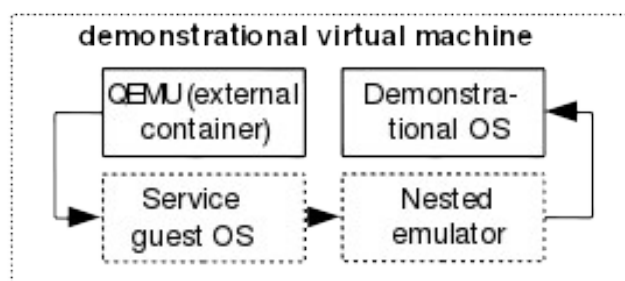 demonstrational virtual machine
QEMU (external
container)
Demonstra-
tional OS
Service
guest OS
Nested
emulator